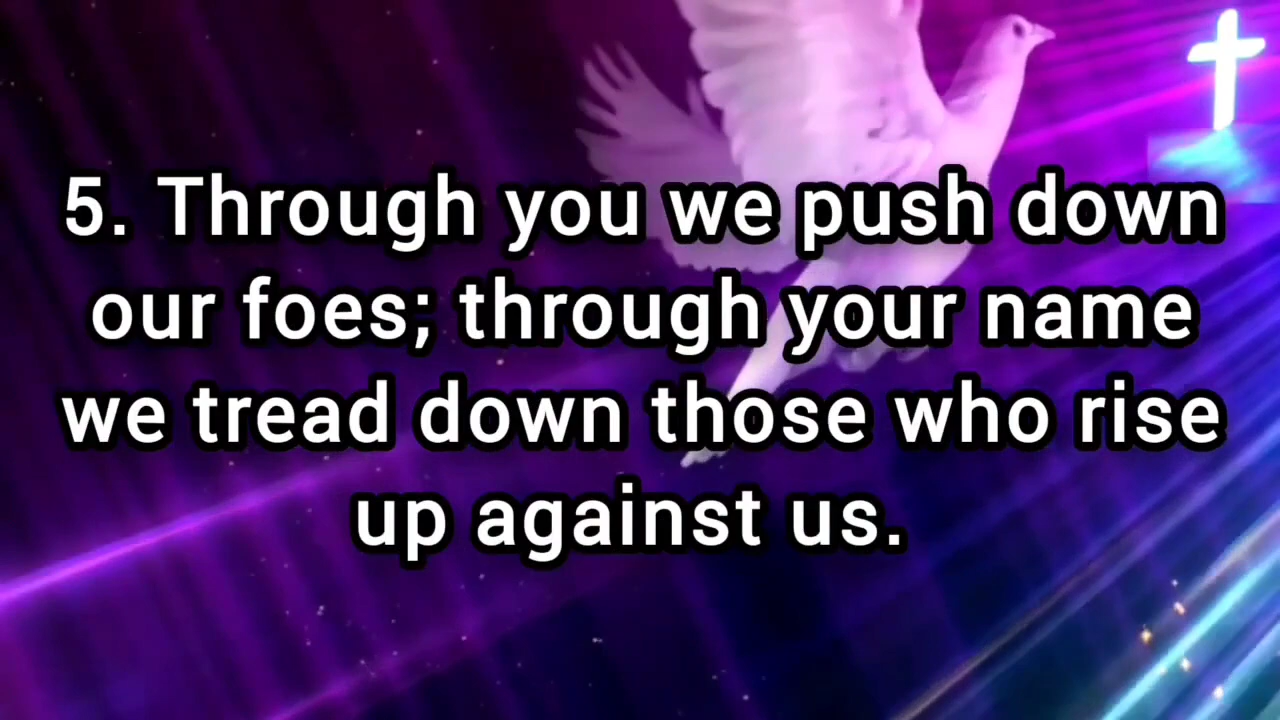 5. Through you we push down
our foes; through your name
we tread down those who rise
up against us.